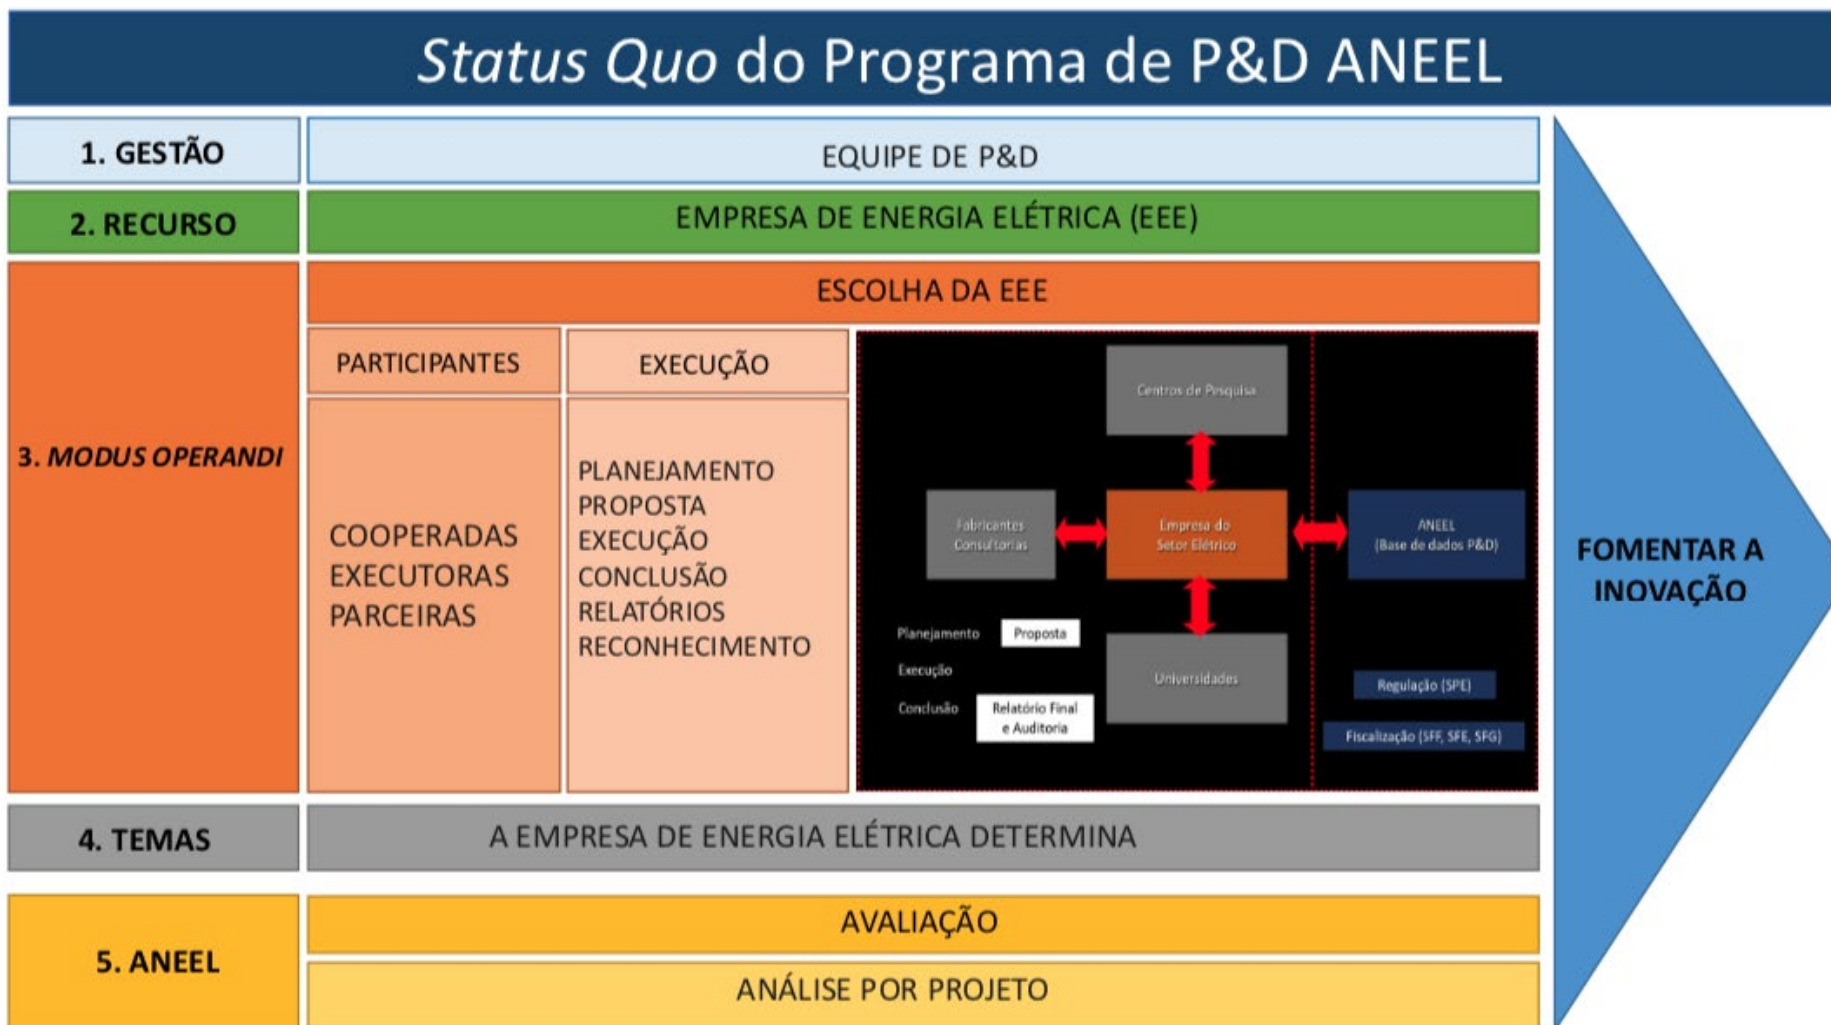 Status Quo do Programa de P&D ANEEL
1. GESTÃO
EQUIPE DE P&D
2. RECURSO
EMPRESA DE ENERGIA ELÉTRICA (EEE)
3. MODUS OPERANDI
ESCOLHA DA EEE
PARTICIPANTES
COOPERADAS
EXECUTORAS
PARCEIRAS
EXECUÇÃO
PLANEJAMENTO
PROPOSTA
EXECUÇÃO
CONCLUSÃO
RELATÓRIOS
RECONHECIMENTO
Centros de Pesquisa
Fabricantes
Consultorias
Empresa do
Setor Elétrico
ANEEL
(Base de dados P&D)
Universidades
Planejamento
Proposta
Execução
Conclusão
Relatório Final
e Auditoria
Regulação (SPE)
Fiscalização (SFF, SFE, SFG)
4. TEMAS
A EMPRESA DE ENERGIA ELÉTRICA DETERMINA
5. ANEEL
AVALIAÇÃO
ANÁLISE POR PROJETO
FOMENTAR A
INOVAÇÃO